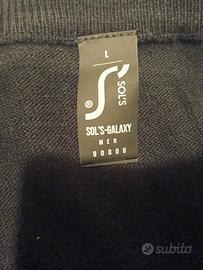 L
SOL'S
®
SOL'S-GALAXY
MEN
90000
subito